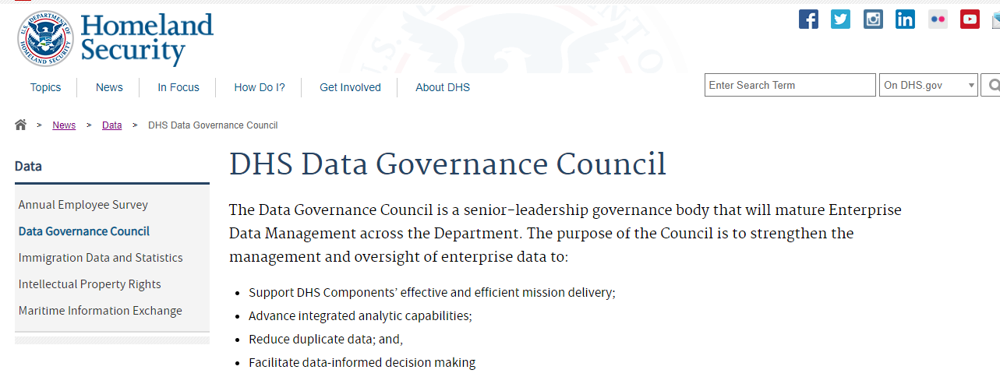 U.S. DEPARTMENT OF
HOMELAND SECURITY
Homeland
Security
Topics
News
In Focus
How Do I?
Get Involved
About DHS
Enter Search Term
On DHS.gov
> News > Data > DHS Data Governance Council
Data
Annual Employee Survey
Data Governance Council
Immigration Data and Statistics
Intellectual Property Rights
Maritime Information Exchange
DHS Data Governance Council
The Data Governance Council is a senior-leadership governance body that will mature Enterprise
Data Management across the Department. The purpose of the Council is to strengthen the
management and oversight of enterprise data to:
• Support DHS Components’ effective and efficient mission delivery;
• Advance integrated analytic capabilities;
• Reduce duplicate data; and,
• Facilitate data-informed decision making